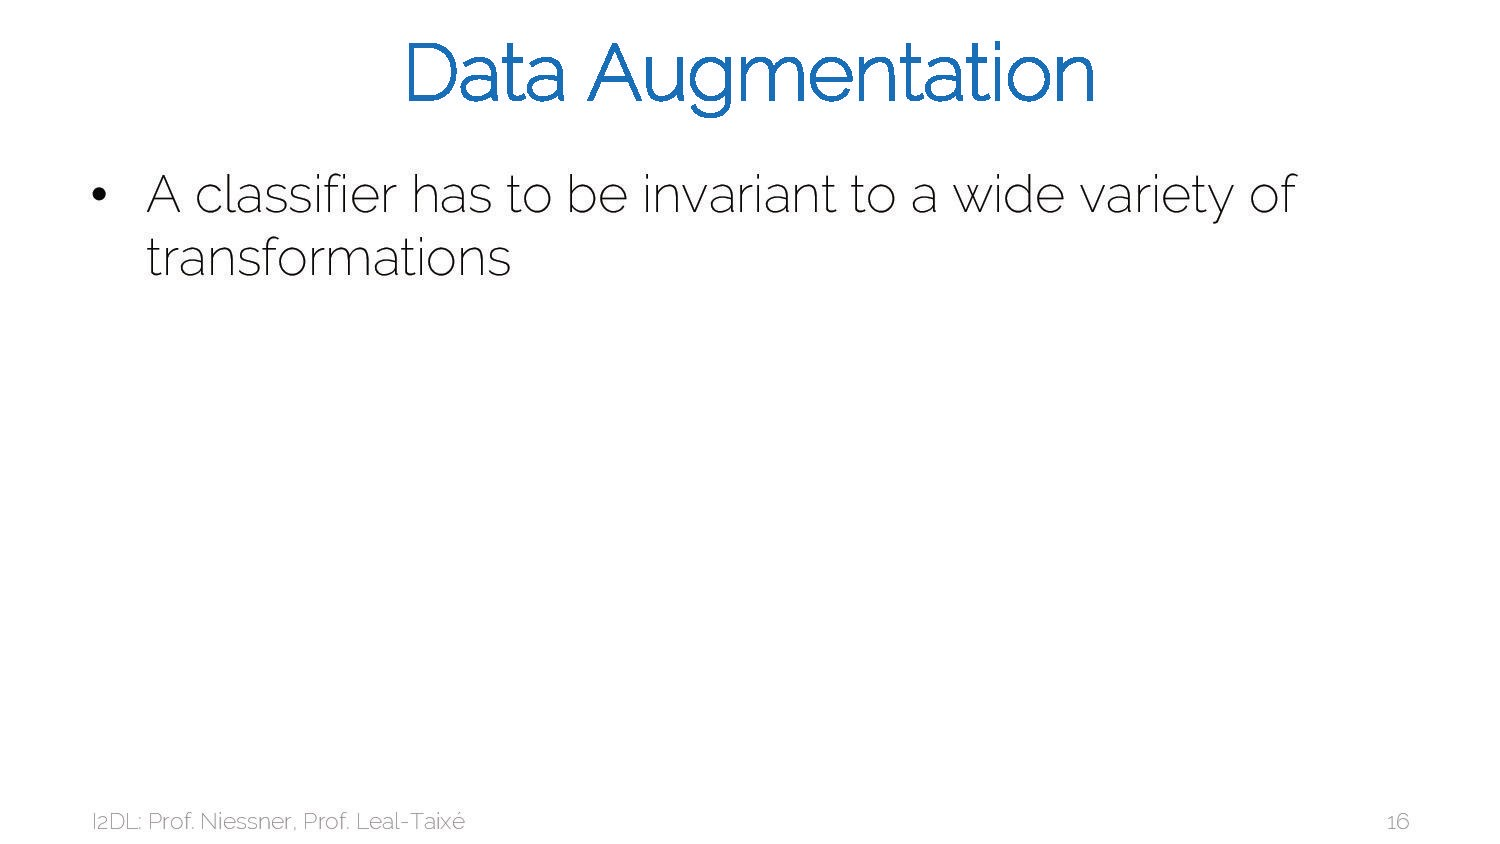 Data Augmentation
• A classifier has to be invariant to a wide variety of
transformations
I2DL: Prof. Niessner, Prof. Leal-Taixé
16